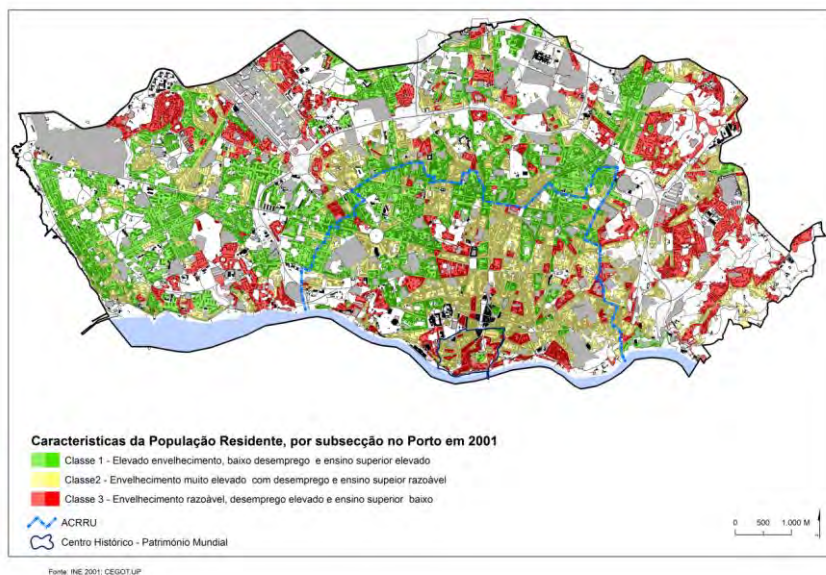 Características da População Residente, por subsecção no Porto em 2001
Classe 1 - Elevado envelhecimento, baixo desemprego e ensino superior elevado
Classe2 - Envelhecimento muito elevado com desemprego e ensino supeior razoável
Classe 3 - Envelhecimento razoável, desemprego elevado e ensino superior baixo
ACRRU
Centro Histórico - Património Mundial
0 500 1.000 M
Fonte: INE 2001; CEGOT.UP